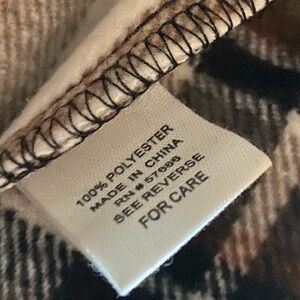 100% POLYESTER
MADE IN CHINA
RN # 57696
SEE REVERSE
FOR CARE